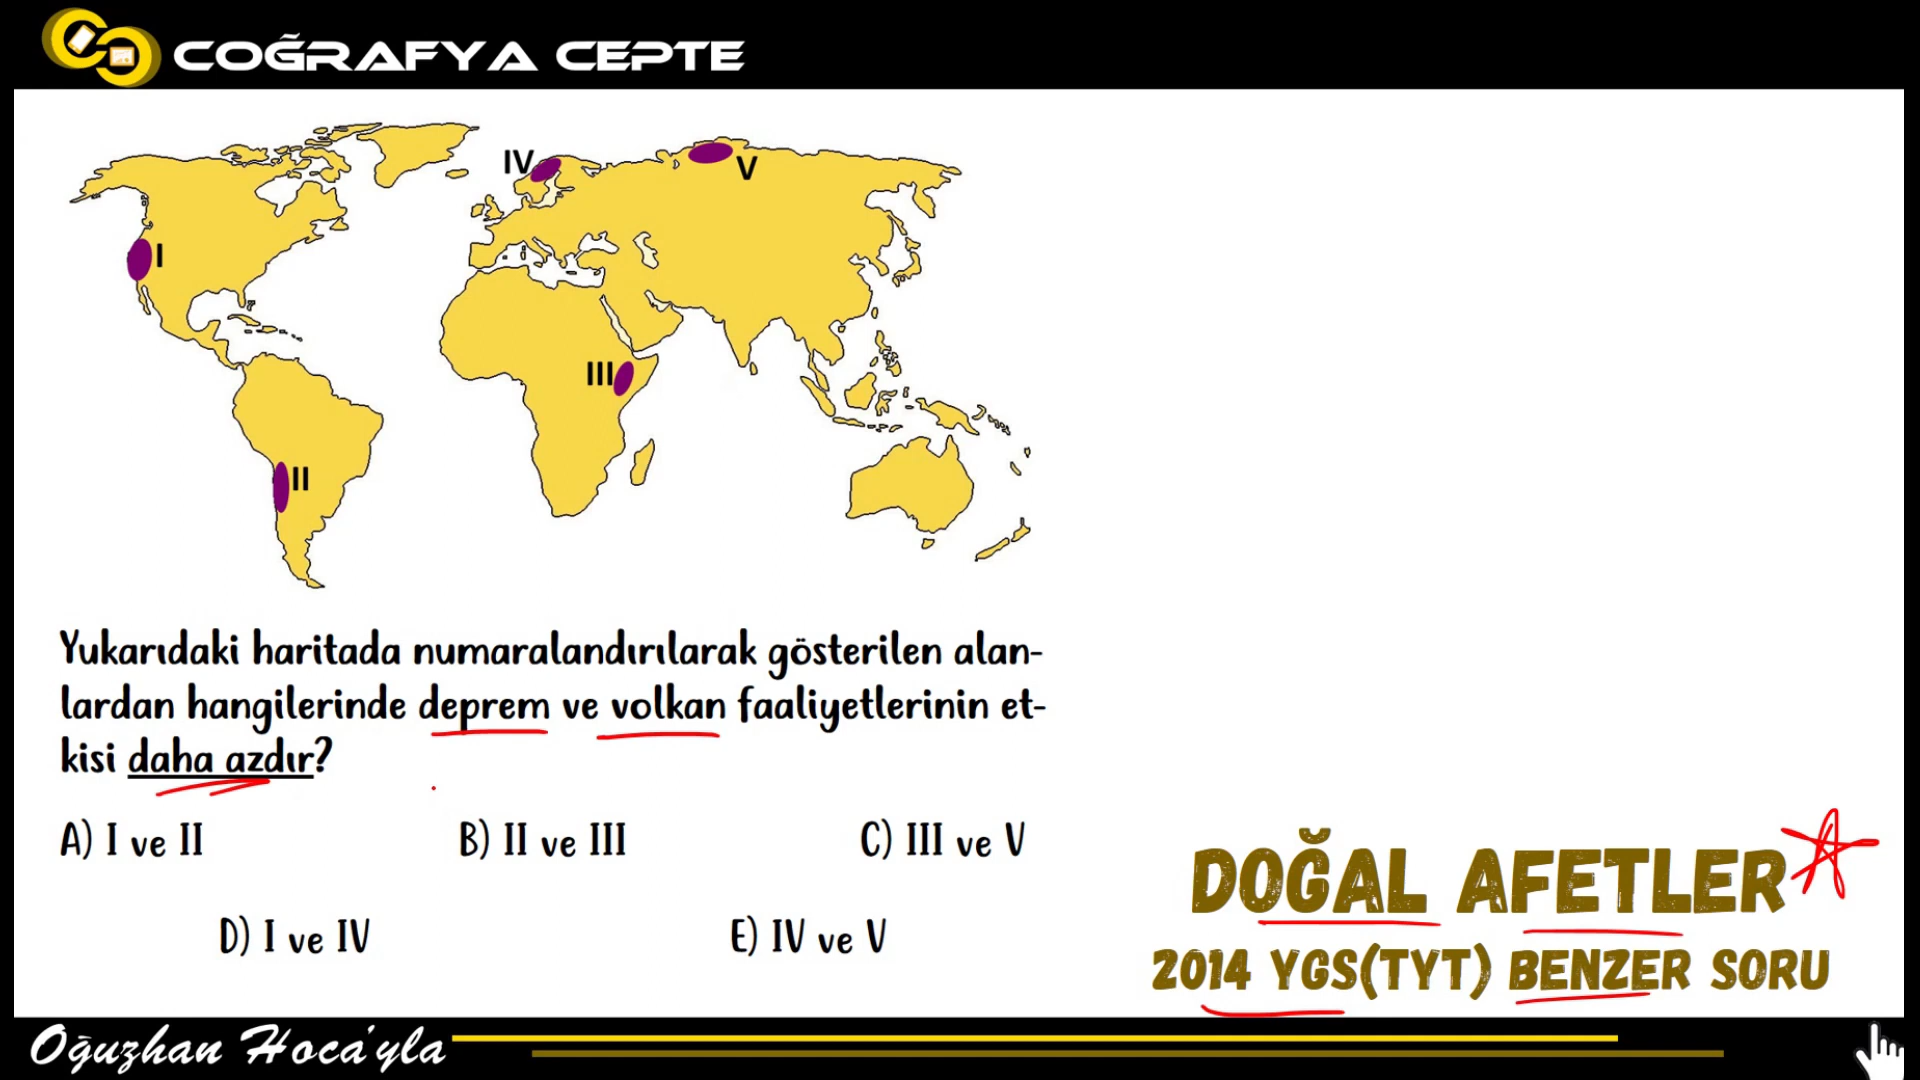 COĞRAFYA CEPTE
IV
V
I
III
II
Yukarıdaki haritada numaralandırılarak gösterilen alan-
lardan hangilerinde deprem ve volkan faaliyetlerinin et-
kisi daha azdır?
A) I ve II
B) II ve III
C) III ve V
D) I ve IV
E) IV ve V
DOĞAL AFETLER
2014 YGS(TYT) BENZER SORU
Oğuzhan Hoca'yla